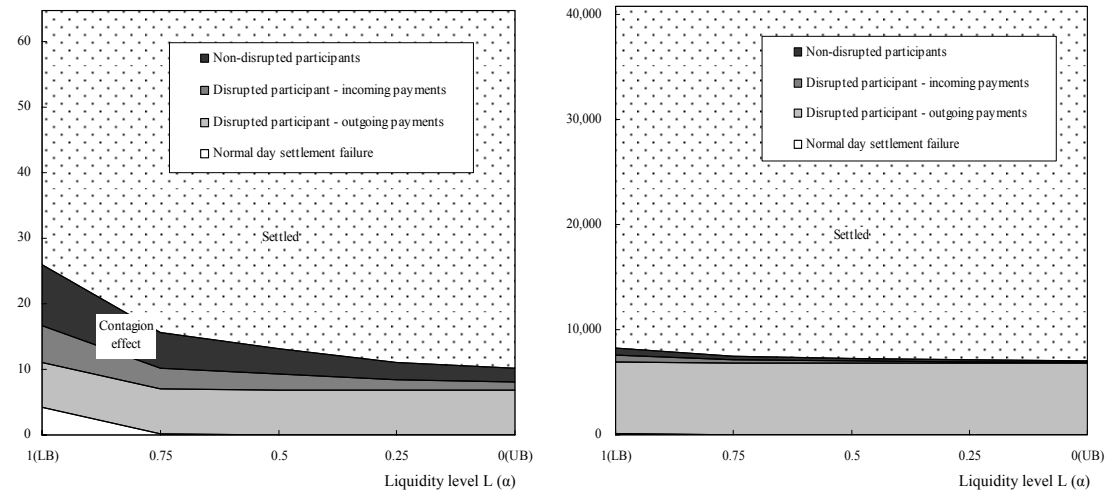 60
50
40
30
20
10
0
Non-disrupted participants
Disrupted participant - incoming payments
Disrupted participant - outgoing payments
Normal day settlement failure
Settled
Contagion
effect
1(LB) 0.75 0.5 0.25 0(UB)
Liquidity level L (α)
40,000
30,000
20,000
10,000
0
Non-disrupted participants
Disrupted participant - incoming payments
Disrupted participant - outgoing payments
Normal day settlement failure
Settled
1(LB) 0.75 0.5 0.25 0(UB)
Liquidity level L (α)